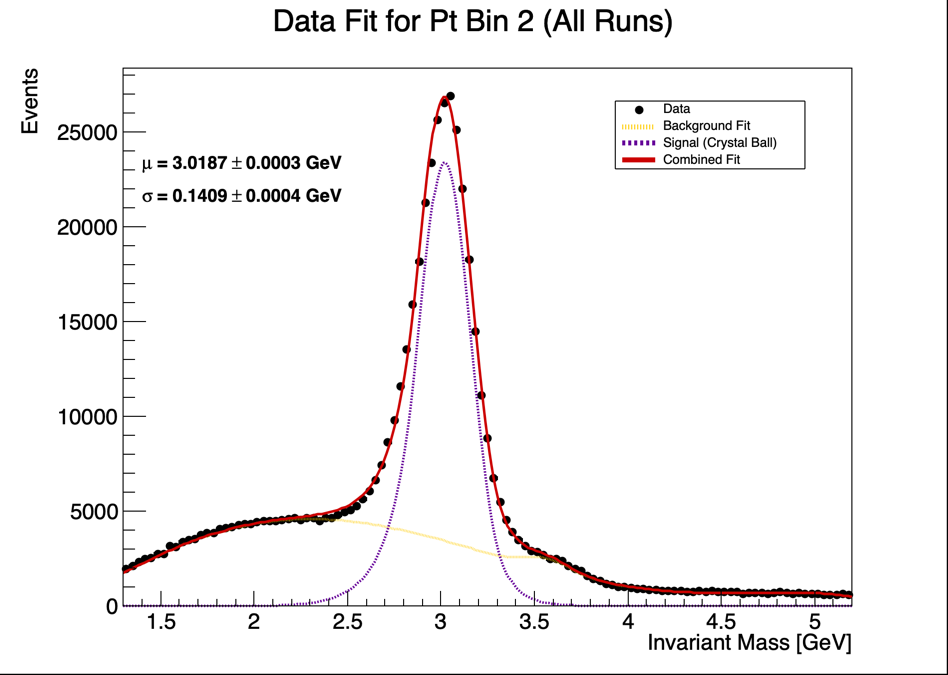 Data Fit for Pt Bin 2 (All Runs)
Events
25000
20000
15000
10000
5000
0
μ = 3.0187 ± 0.0003 GeV
σ = 0.1409 ± 0.0004 GeV
Data
Background Fit
Signal (Crystal Ball)
Combined Fit
1.5 2 2.5 3 3.5 4 4.5 5
Invariant Mass [GeV]